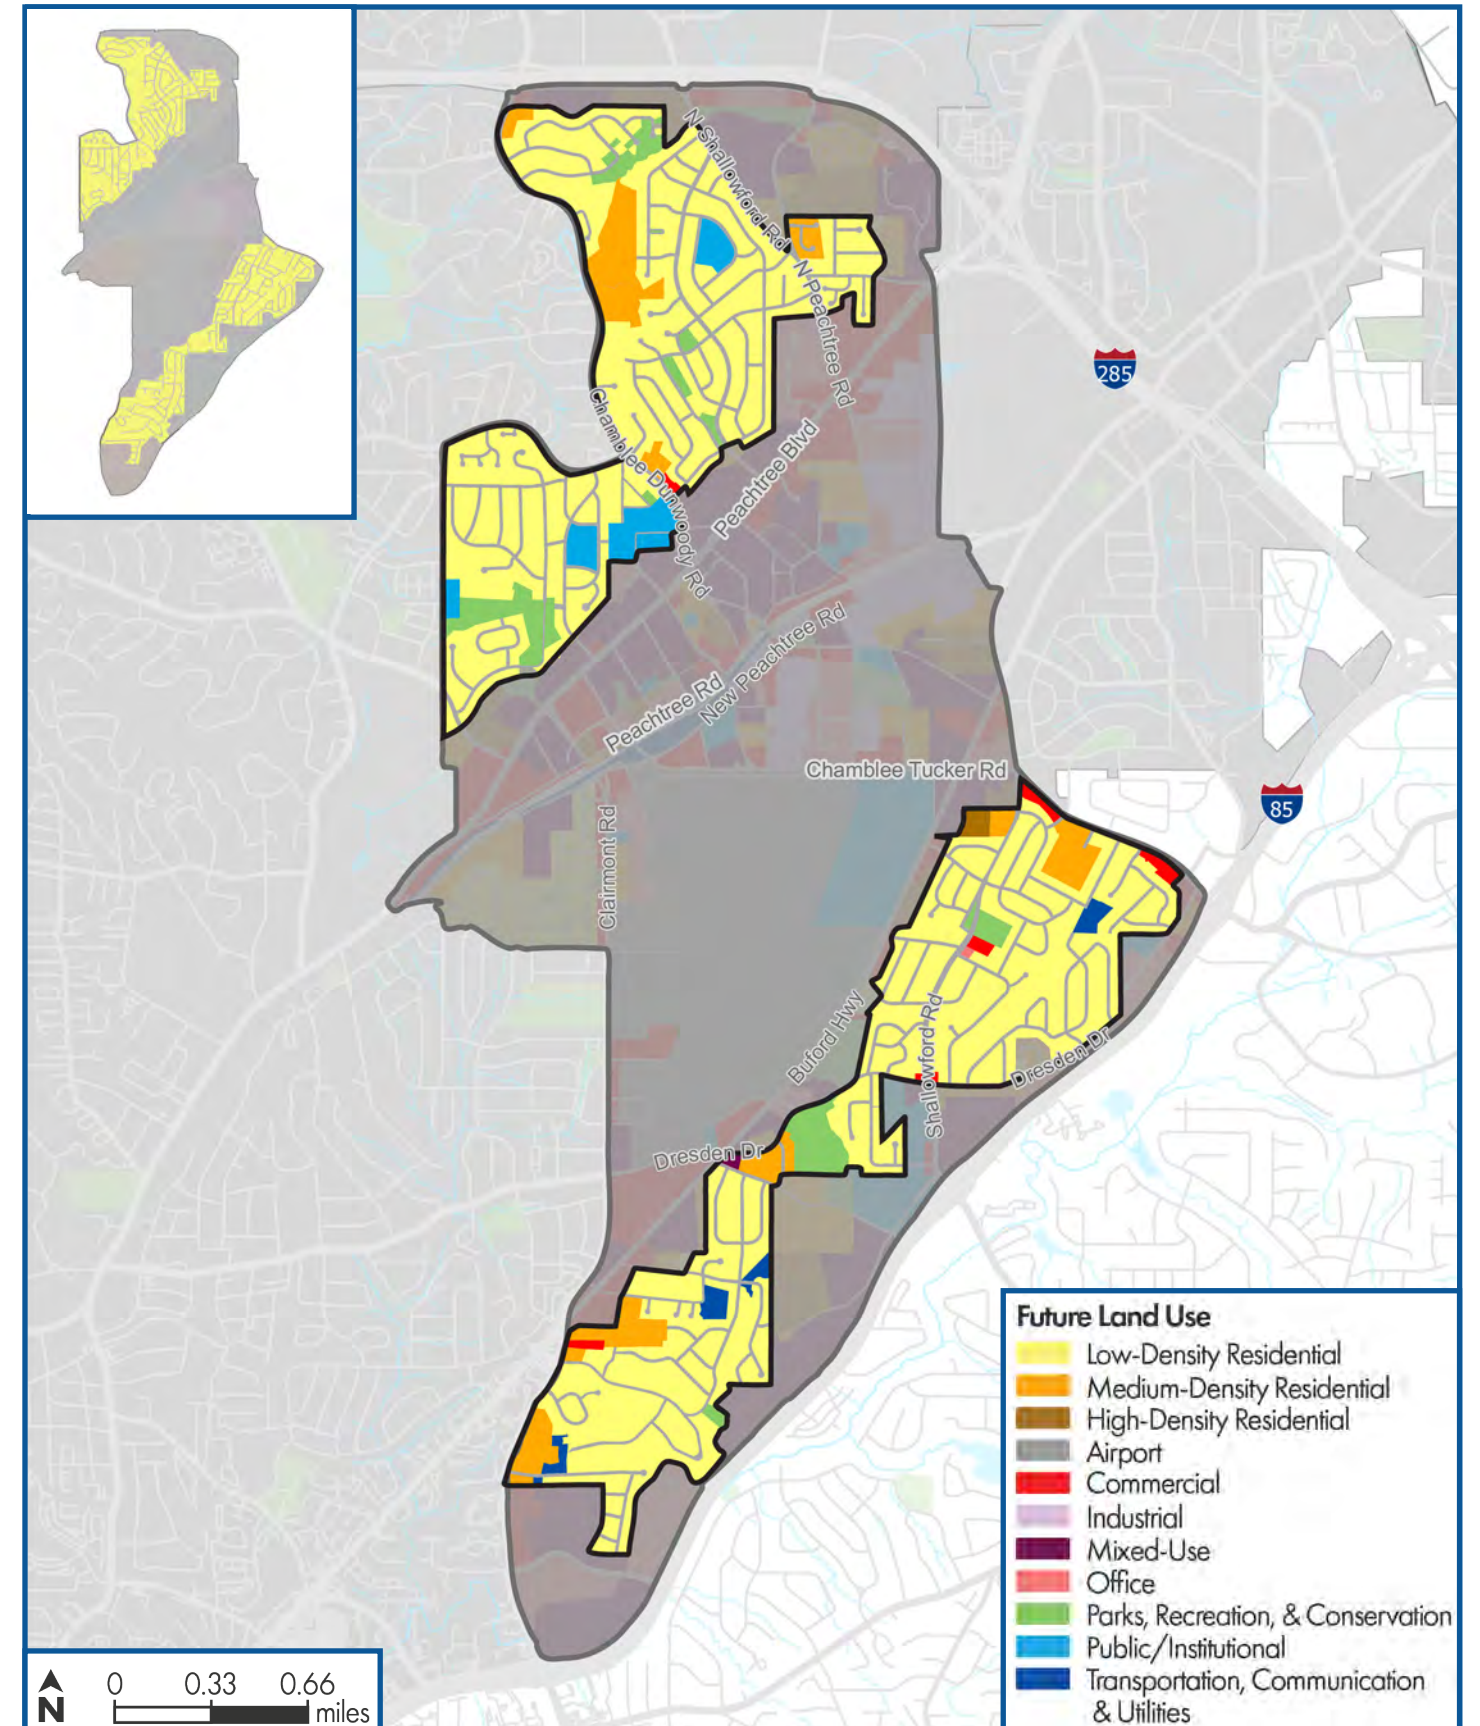 N Shallowford Rd
N Peachtree Rd
285
Chamblee Dunwoody Rd
Peachtree Blvd
New Peachtree Rd
Peachtree Rd
Chamblee Tucker Rd
85
Clairmont Rd
Buford Hwy
Shallowford Rd
Dresden Dr
Dresden Dr
Future Land Use
Low-Density Residential
Medium-Density Residential
High-Density Residential
Airport
Commercial
Industrial
Mixed-Use
Office
Parks, Recreation, & Conservation
Public/Institutional
Transportation, Communication
& Utilities
N
0 0.33 0.66
miles